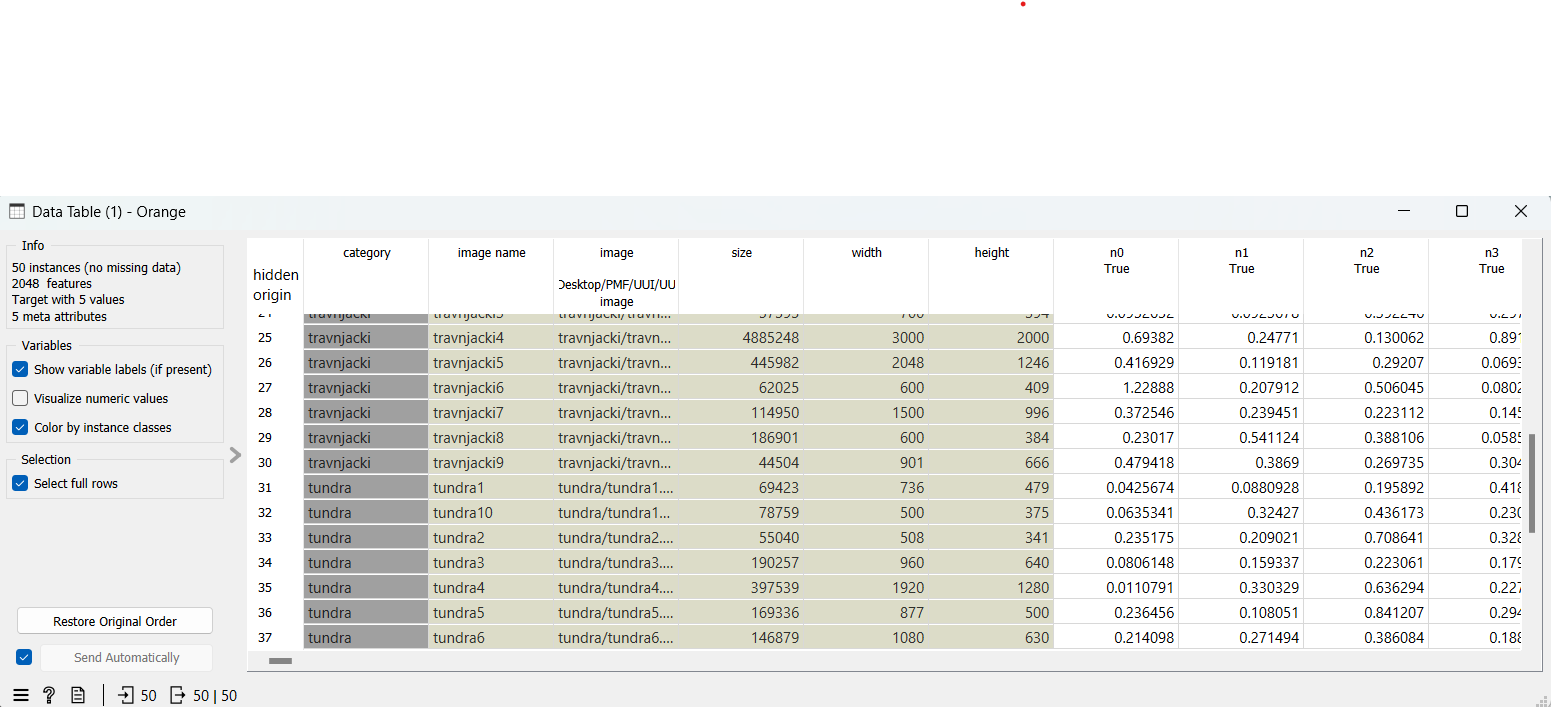 Data Table (1) - Orange
Info
50 instances (no missing data)
2048 features
Target with 5 values
5 meta attributes
Variables
Show variable labels (if present)
Visualize numeric values
Color by instance classes
Selection
Select full rows
Restore Original Order
Send Automatically
50 50 | 50
category image name image size width height n0 n1 n2 n3
True True True True
hidden
origin
Desktop/PMF/UUI/UU
image
25 travnjacki travnjacki4 travnjacki/travn... 4885248 3000 2000 0.69382 0.24771 0.130062 0.891
26 travnjacki travnjacki5 travnjacki/travn... 445982 2048 1246 0.416929 0.119181 0.29207 0.0693
27 travnjacki travnjacki6 travnjacki/travn... 62025 600 409 1.22888 0.207912 0.506045 0.0802
28 travnjacki travnjacki7 travnjacki/travn... 114950 1500 996 0.372546 0.239451 0.223112 0.145
29 travnjacki travnjacki8 travnjacki/travn... 186901 600 384 0.23017 0.541124 0.388106 0.0585
30 travnjacki travnjacki9 travnjacki/travn... 44504 901 666 0.479418 0.3869 0.269735 0.304
31 tundra tundra1 tundra/tundra1.... 69423 736 479 0.0425674 0.0880928 0.195892 0.418
32 tundra tundra10 tundra/tundra1... 78759 500 375 0.0635341 0.32427 0.436173 0.230
33 tundra tundra2 tundra/tundra2.... 55040 508 341 0.235175 0.209021 0.708641 0.328
34 tundra tundra3 tundra/tundra3.... 190257 960 640 0.0806148 0.159337 0.223061 0.179
35 tundra tundra4 tundra/tundra4.... 397539 1920 1280 0.0110791 0.330329 0.636294 0.227
36 tundra tundra5 tundra/tundra5.... 169336 877 500 0.236456 0.108051 0.841207 0.294
37 tundra tundra6 tundra/tundra6.... 146879 1080 630 0.214098 0.271494 0.386084 0.188